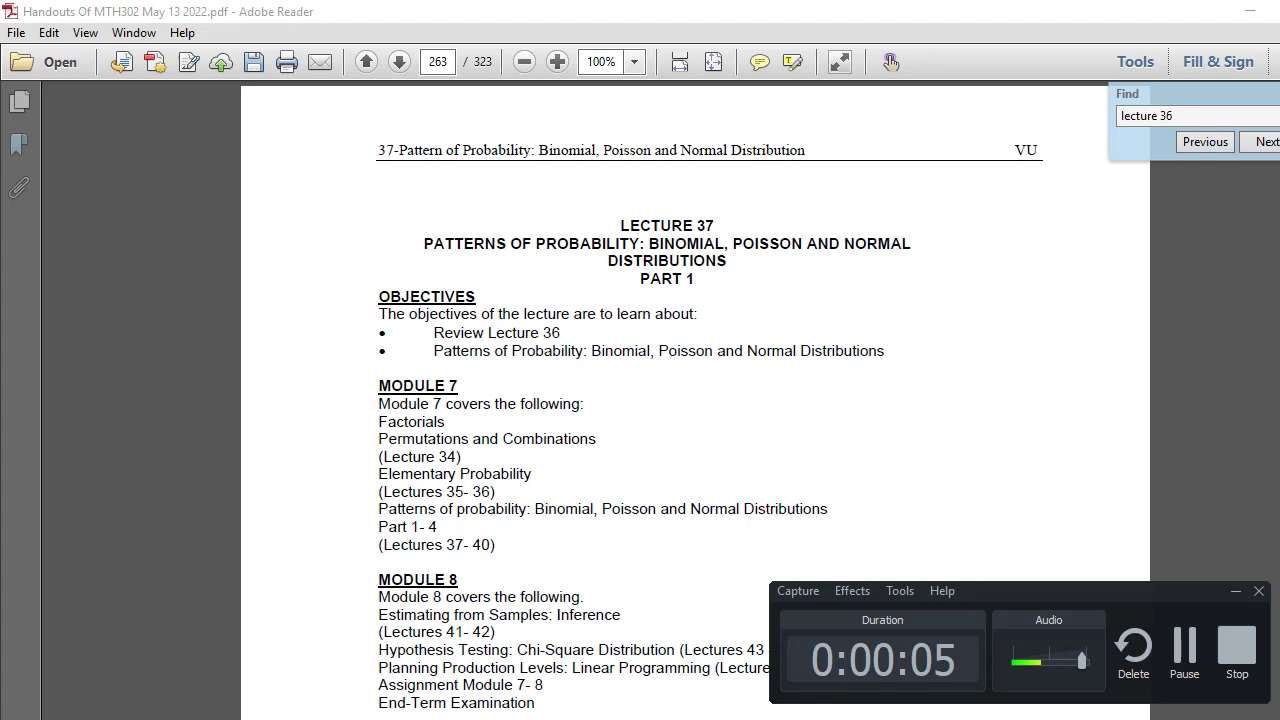 Handouts Of MTH302 May 13 2022.pdf - Adobe Reader
File Edit View Window Help
Open 263 / 323 100% Tools Fill & Sign
Find
lecture 36
Previous Next
37-Pattern of Probability: Binomial, Poisson and Normal Distribution VU
LECTURE 37
PATTERNS OF PROBABILITY: BINOMIAL, POISSON AND NORMAL
DISTRIBUTIONS
PART 1
OBJECTIVES
The objectives of the lecture are to learn about:
• Review Lecture 36
• Patterns of Probability: Binomial, Poisson and Normal Distributions
MODULE 7
Module 7 covers the following:
Factorials
Permutations and Combinations
(Lecture 34)
Elementary Probability
(Lectures 35- 36)
Patterns of probability: Binomial, Poisson and Normal Distributions
Part 1- 4
(Lectures 37- 40)
MODULE 8
Module 8 covers the following.
Estimating from Samples: Inference
(Lectures 41- 42)
Hypothesis Testing: Chi-Square Distribution (Lectures 43
Planning Production Levels: Linear Programming (Lecture
Assignment Module 7- 8
End-Term Examination
Capture Effects Tools Help
Duration Audio
0:00:05
Delete Pause Stop